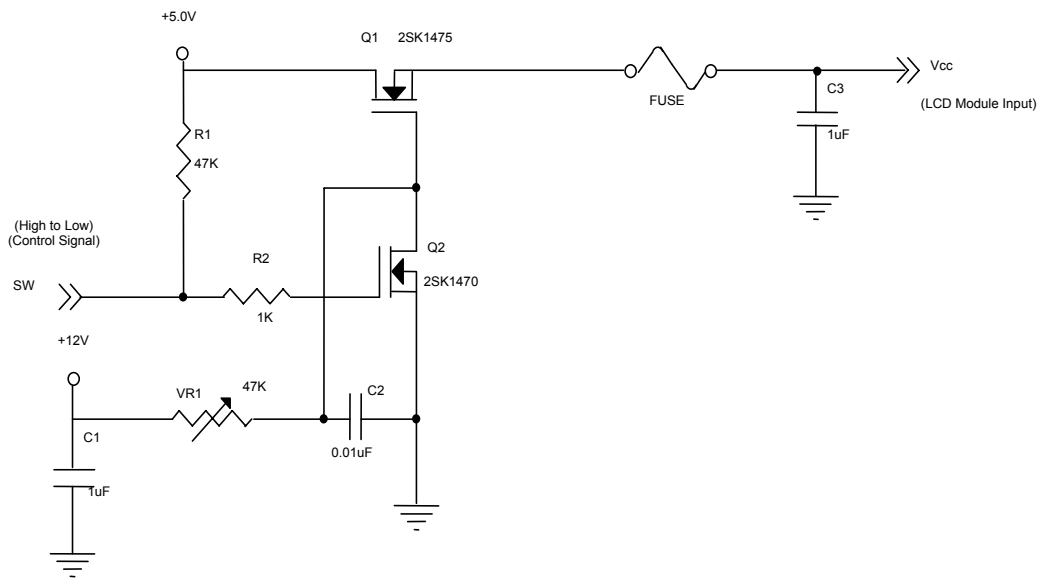 +5.0V
Q1
2SK1475
Vcc
FUSE
C3
(LCD Module Input)
R1
1uF
47K
(High to Low)
(Control Signal)
Q2
R2
2SK1470
SW
1K
+12V
47K
VR1
C2
C1
0.01uF
1uF